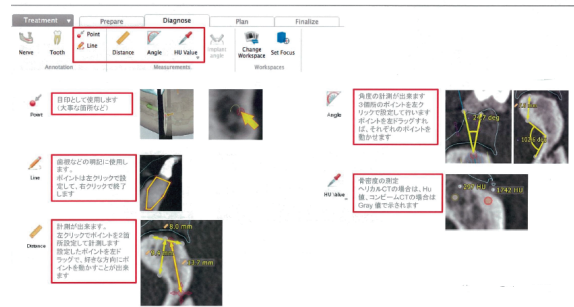 Treatment Prepare Diagnose Plan Finalize
Point
Line
Nerve Tooth Distance Angle HU Value Implant angle Change Workspace Set Focus
Annotation Measurements Workspaces
目印として使用します
(大事な箇所など)
Point
歯根などの明記に使用し
ます。
ポイントは左クリックで設
定して、右クリックで終了
します
Line
計測が出来ます。
左クリックでポイントを2箇
所設定して計測します
設定したポイントを左ド
ラッグで、好きな方向にポ
イントを動かすことが出来
ます
Distance
8.0 mm
13.2 mm
角度の計測が出来ます
3箇所のポイントを左ク
リックで設定して行います
ポイントを左ドラッグすれ
ば、それぞれのポイントを
動かせます
Angle
骨密度の測定
ヘリカルCTの場合は、Hu
値、コンビームCTの場合は
Gray 値で示されます
HU Value
1742 HU